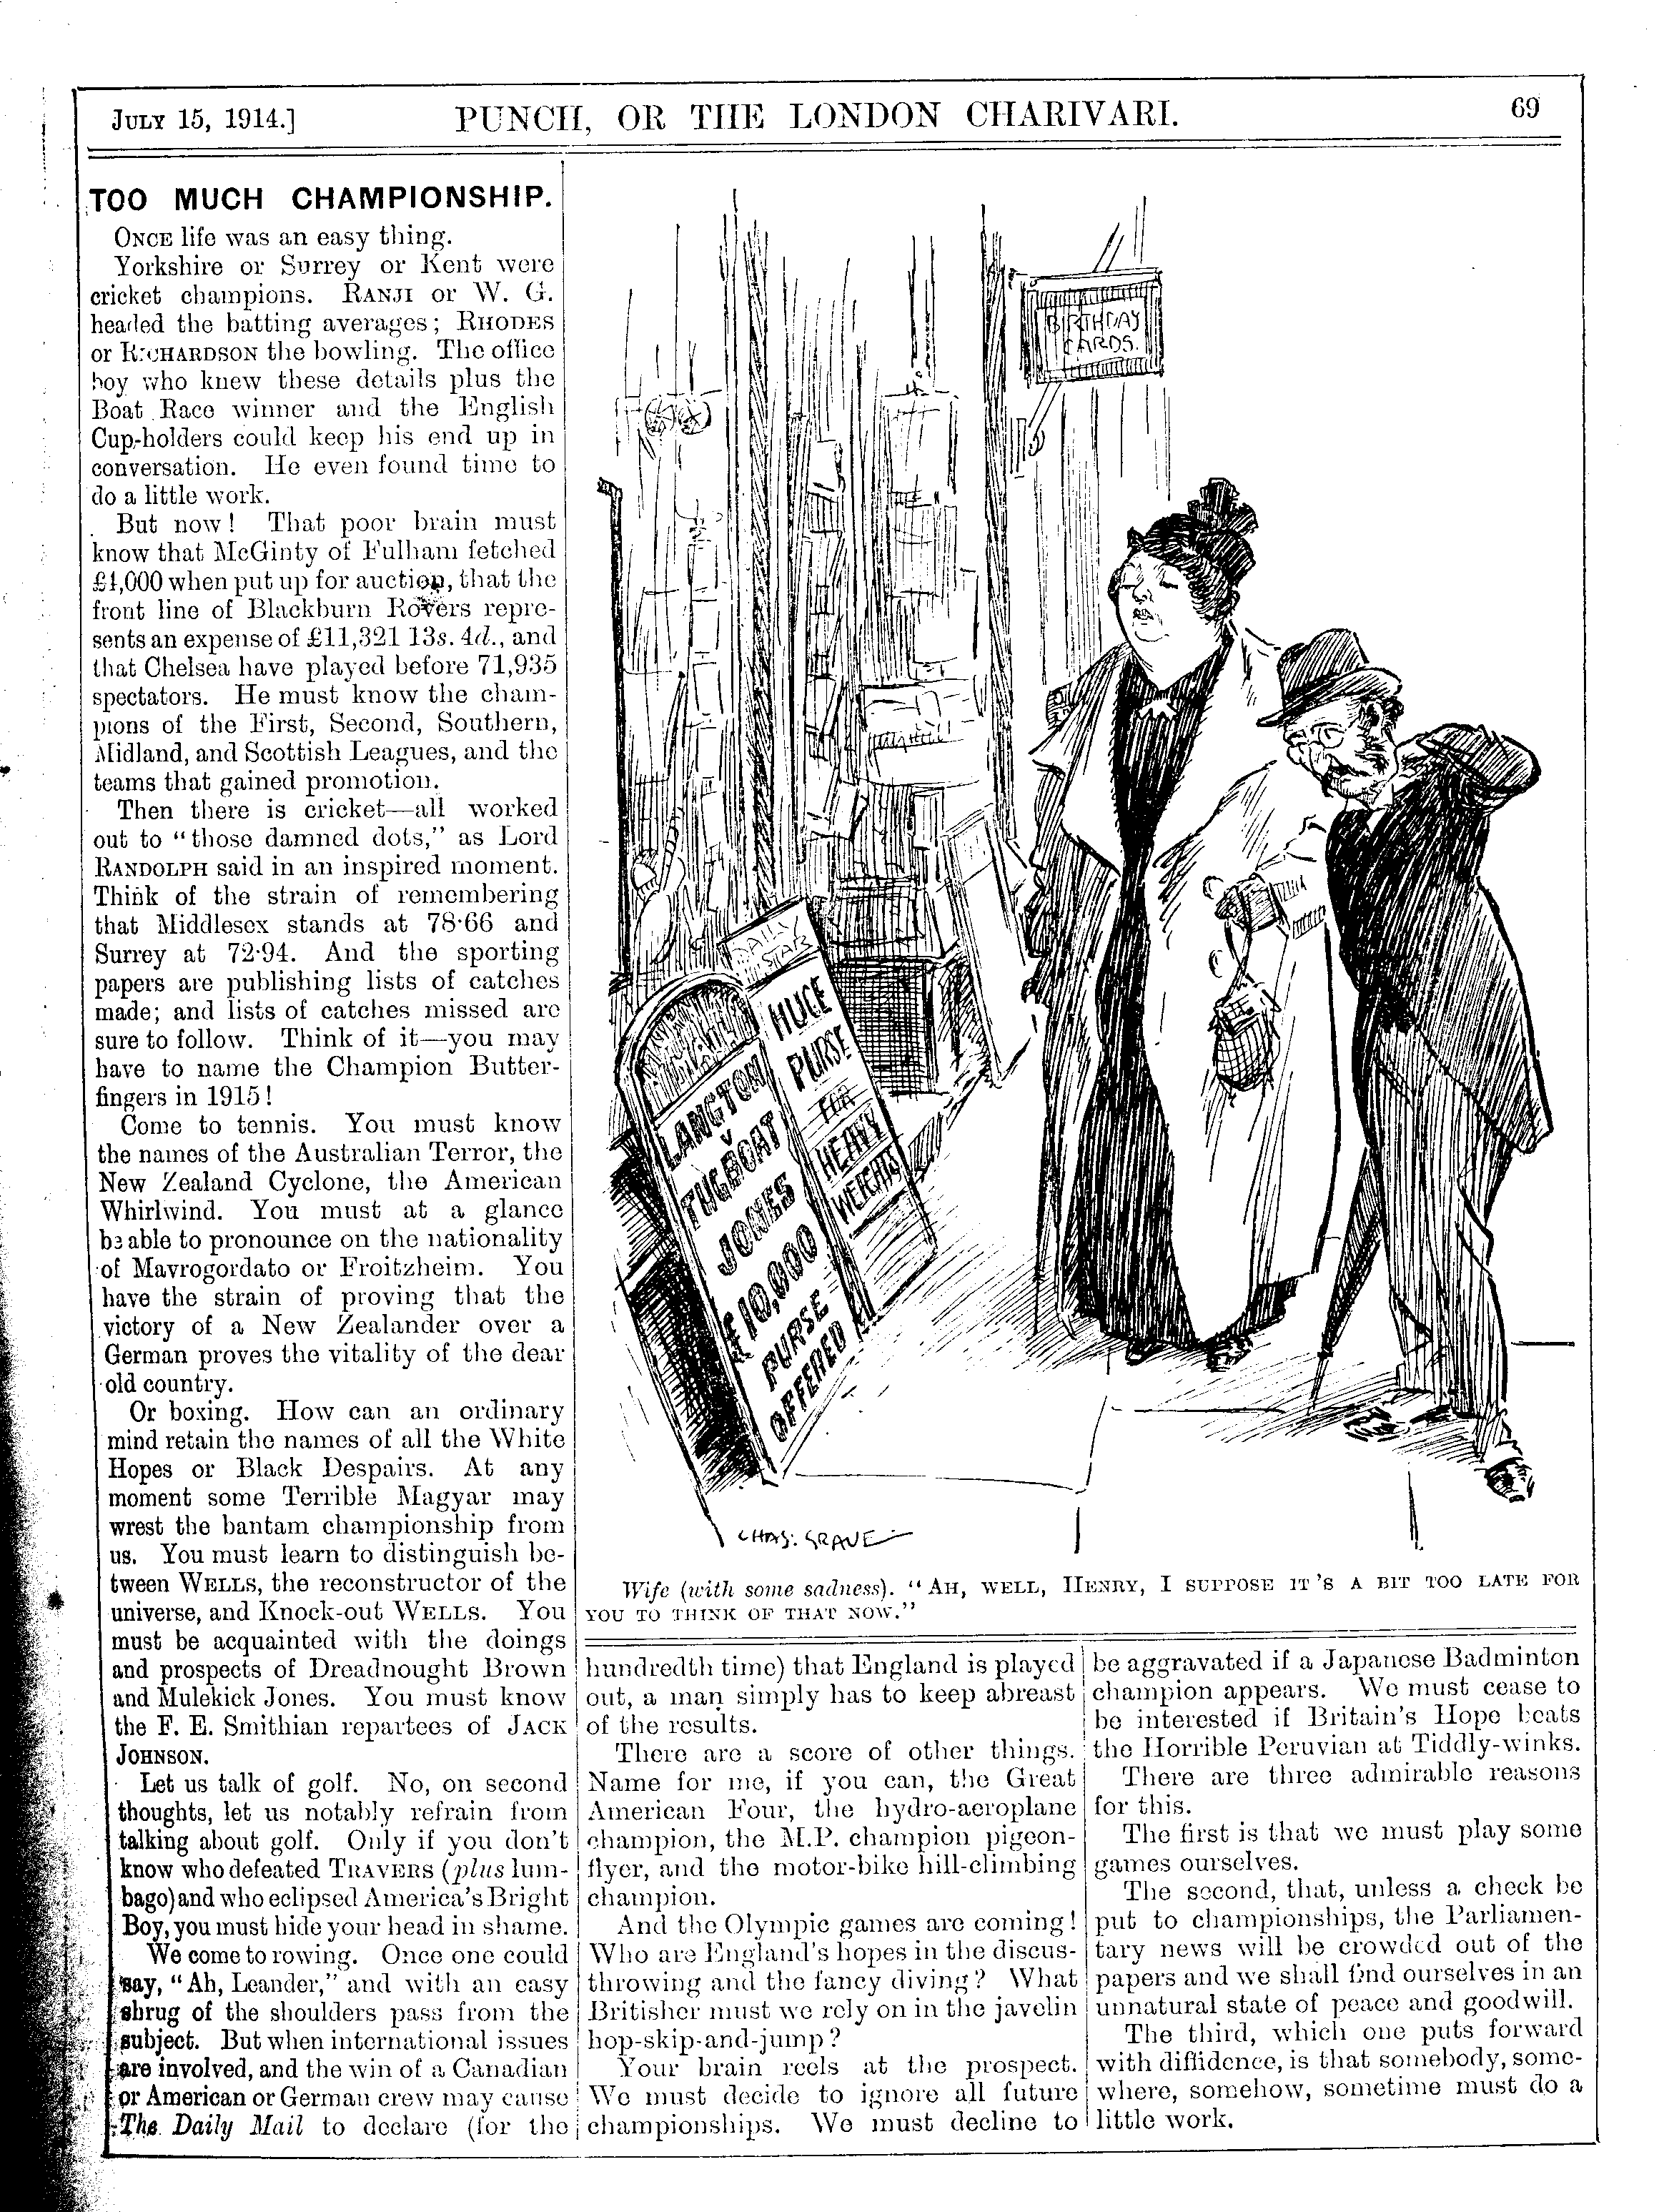 JULY 15, 1914.]
PUNCH, OR THE LONDON CHARIVARI.
69
TOO MUCH CHAMPIONSHIP.
ONCE life was an easy thing.
Yorkshire or Surrey or Kent were
cricket champions. RANJI or W. G.
headed the batting averages; RHODES
or RICHARDSON the bowling. The office
boy who knew these details plus the
Boat Race winner and the English
Cup-holders could keep his end up in
conversation. He even found time to
do a little work.
But now! That poor brain must
know that McGinty of Fulham fetched
£4,000 when put up for auction, that the
front line of Blackburn Rovers repre-
sents an expense of £11,321 13s. 4d., and
that Chelsea have played before 71,935
spectators. He must know the cham-
pions of the First, Second, Southern,
Midland, and Scottish Leagues, and the
teams that gained promotion.
Then there is cricket—all worked
out to "those damned dots," as Lord
RANDOLPH said in an inspired moment.
Think of the strain of remembering
that Middlesex stands at 78·66 and
Surrey at 72·94. And the sporting
papers are publishing lists of catches
made; and lists of catches missed are
sure to follow. Think of it—you may
have to name the Champion Butter-
fingers in 1915!
Come to tennis. You must know
the names of the Australian Terror, the
New Zealand Cyclone, the American
Whirlwind. You must at a glance
be able to pronounce on the nationality
of Mavrogordato or Froitzheim. You
have the strain of proving that the
victory of a New Zealander over a
German proves the vitality of the dear
old country.
Or boxing. How can an ordinary
mind retain the names of all the White
Hopes or Black Despairs. At any
moment some Terrible Magyar may
wrest the bantam championship from
us. You must learn to distinguish be-
tween WELLS, the reconstructor of the
universe, and Knock-out WELLS. You
must be acquainted with the doings
and prospects of Dreadnought Brown
and Mulekick Jones. You must know
the F. E. Smithian repartees of JACK
JOHNSON.
Let us talk of golf. No, on second
thoughts, let us notably refrain from
talking about golf. Only if you don't
know who defeated TRAVERS (plus lum-
bago) and who eclipsed America's Bright
Boy, you must hide your head in shame.
We come to rowing. Once one could
say, "Ah, Leander," and with an easy
shrug of the shoulders pass from the
subject. But when international issues
are involved, and the win of a Canadian
or American or German crew may cause
The Daily Mail to declare (for the
BIRTHDAY
CARDS.
DAILY
STAR
HUGE
PURSE
FOR
HEAVY
WEIGHTS
LANGTON
V
TUGBOAT
JONES
£10,000
PURSE
OFFERED
CHAS. GRAVE
Wife (with some sadness). "AH, WELL, HENRY, I SUPPOSE IT'S A BIT TOO LATE FOR
YOU TO THINK OF THAT NOW."
hundredth time) that England is played
out, a man simply has to keep abreast
of the results.
There are a score of other things.
Name for me, if you can, the Great
American Four, the hydro-aeroplane
champion, the M.P. champion pigeon-
flyer, and the motor-bike hill-climbing
champion.
And the Olympic games are coming!
Who are England's hopes in the discus-
throwing and the fancy diving? What
Britisher must we rely on in the javelin
hop-skip-and-jump?
Your brain reels at the prospect.
We must decide to ignore all future
championships. We must decline to
be aggravated if a Japanese Badminton
champion appears. We must cease to
be interested if Britain's Hope beats
the Horrible Peruvian at Tiddly-winks.
There are three admirable reasons
for this.
The first is that we must play some
games ourselves.
The second, that, unless a check be
put to championships, the Parliamen-
tary news will be crowded out of the
papers and we shall find ourselves in an
unnatural state of peace and goodwill.
The third, which one puts forward
with diffidence, is that somebody, some-
where, somehow, sometime must do a
little work.